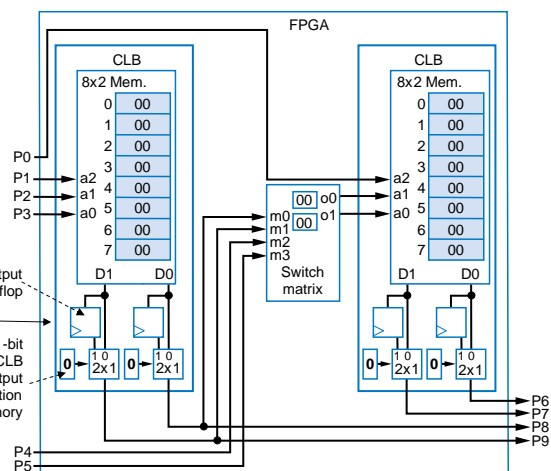 FPGA
CLB
8x2 Mem.
0 00
1 00
2 00
3 00
4 00
5 00
6 00
7 00
a2
a1
a0
D1 D0
1 0
2x1
0
1 0
2x1
0
CLB
8x2 Mem.
0 00
1 00
2 00
3 00
4 00
5 00
6 00
7 00
a2
a1
a0
D1 D0
1 0
2x1
0
1 0
2x1
0
00 o0
00 o1
m0
m1
m2
m3
Switch
matrix
P0
P1
P2
P3
tput
flop
-bit
CLB
tput
tion
mory
P4
P5
P6
P7
P8
P9